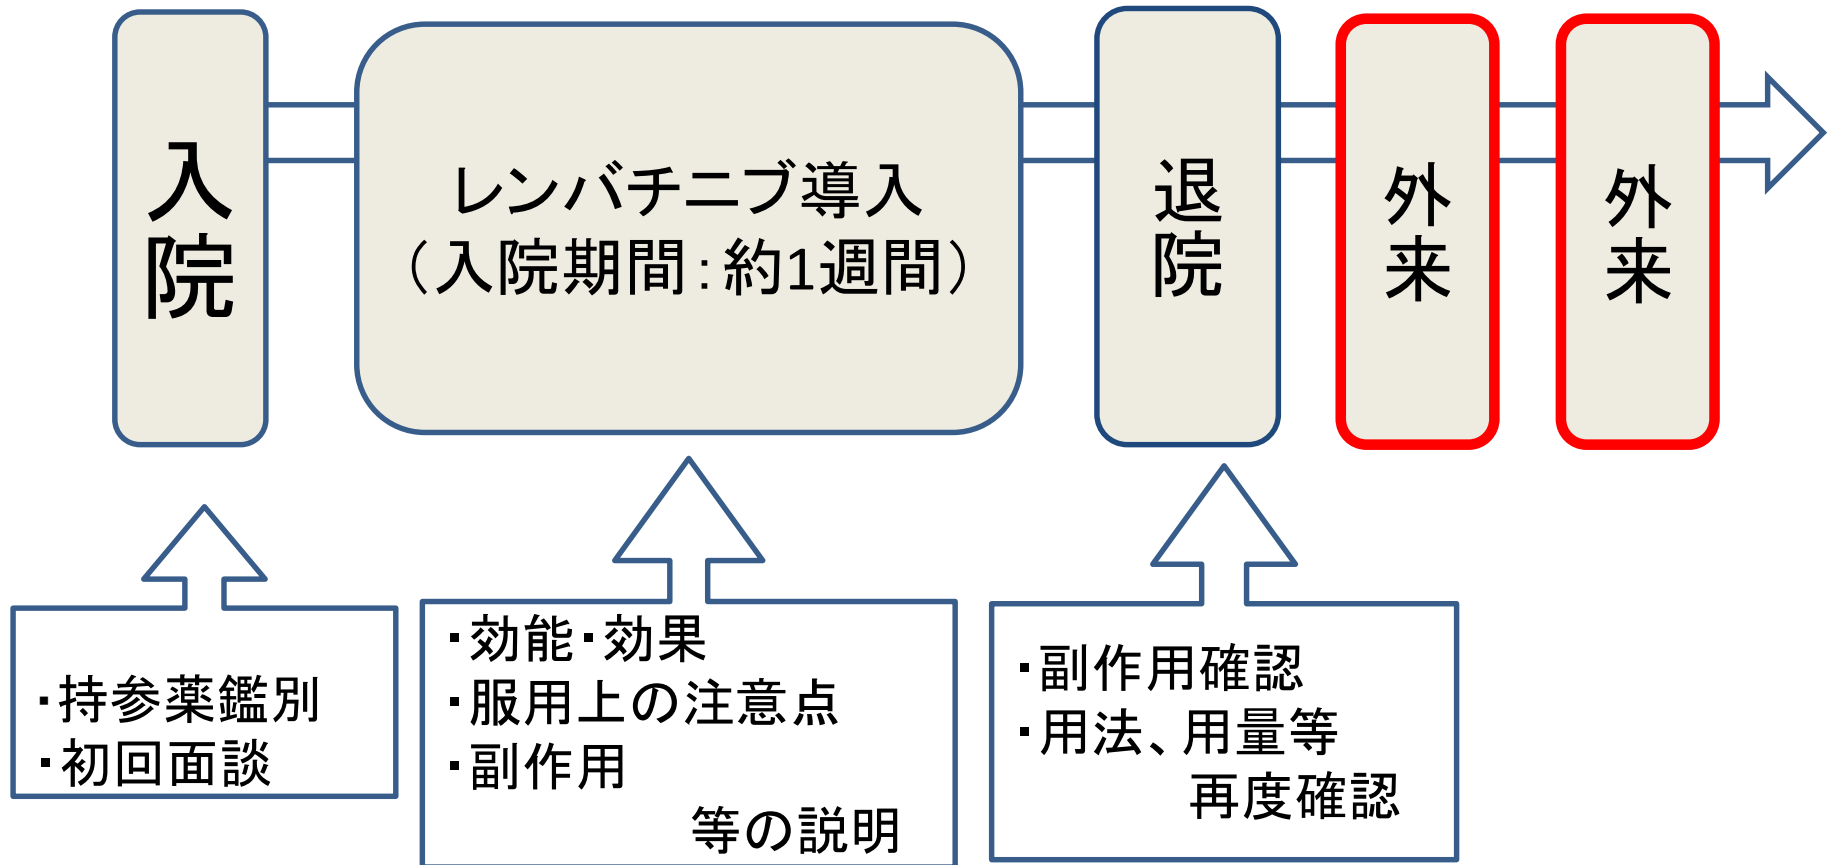 入院
レンバチニブ導入
（入院期間：約1週間）
退院
外来
外来
・持参薬鑑別
・初回面談
・効能・効果
・服用上の注意点
・副作用
等の説明
・副作用確認
・用法、用量等
再度確認